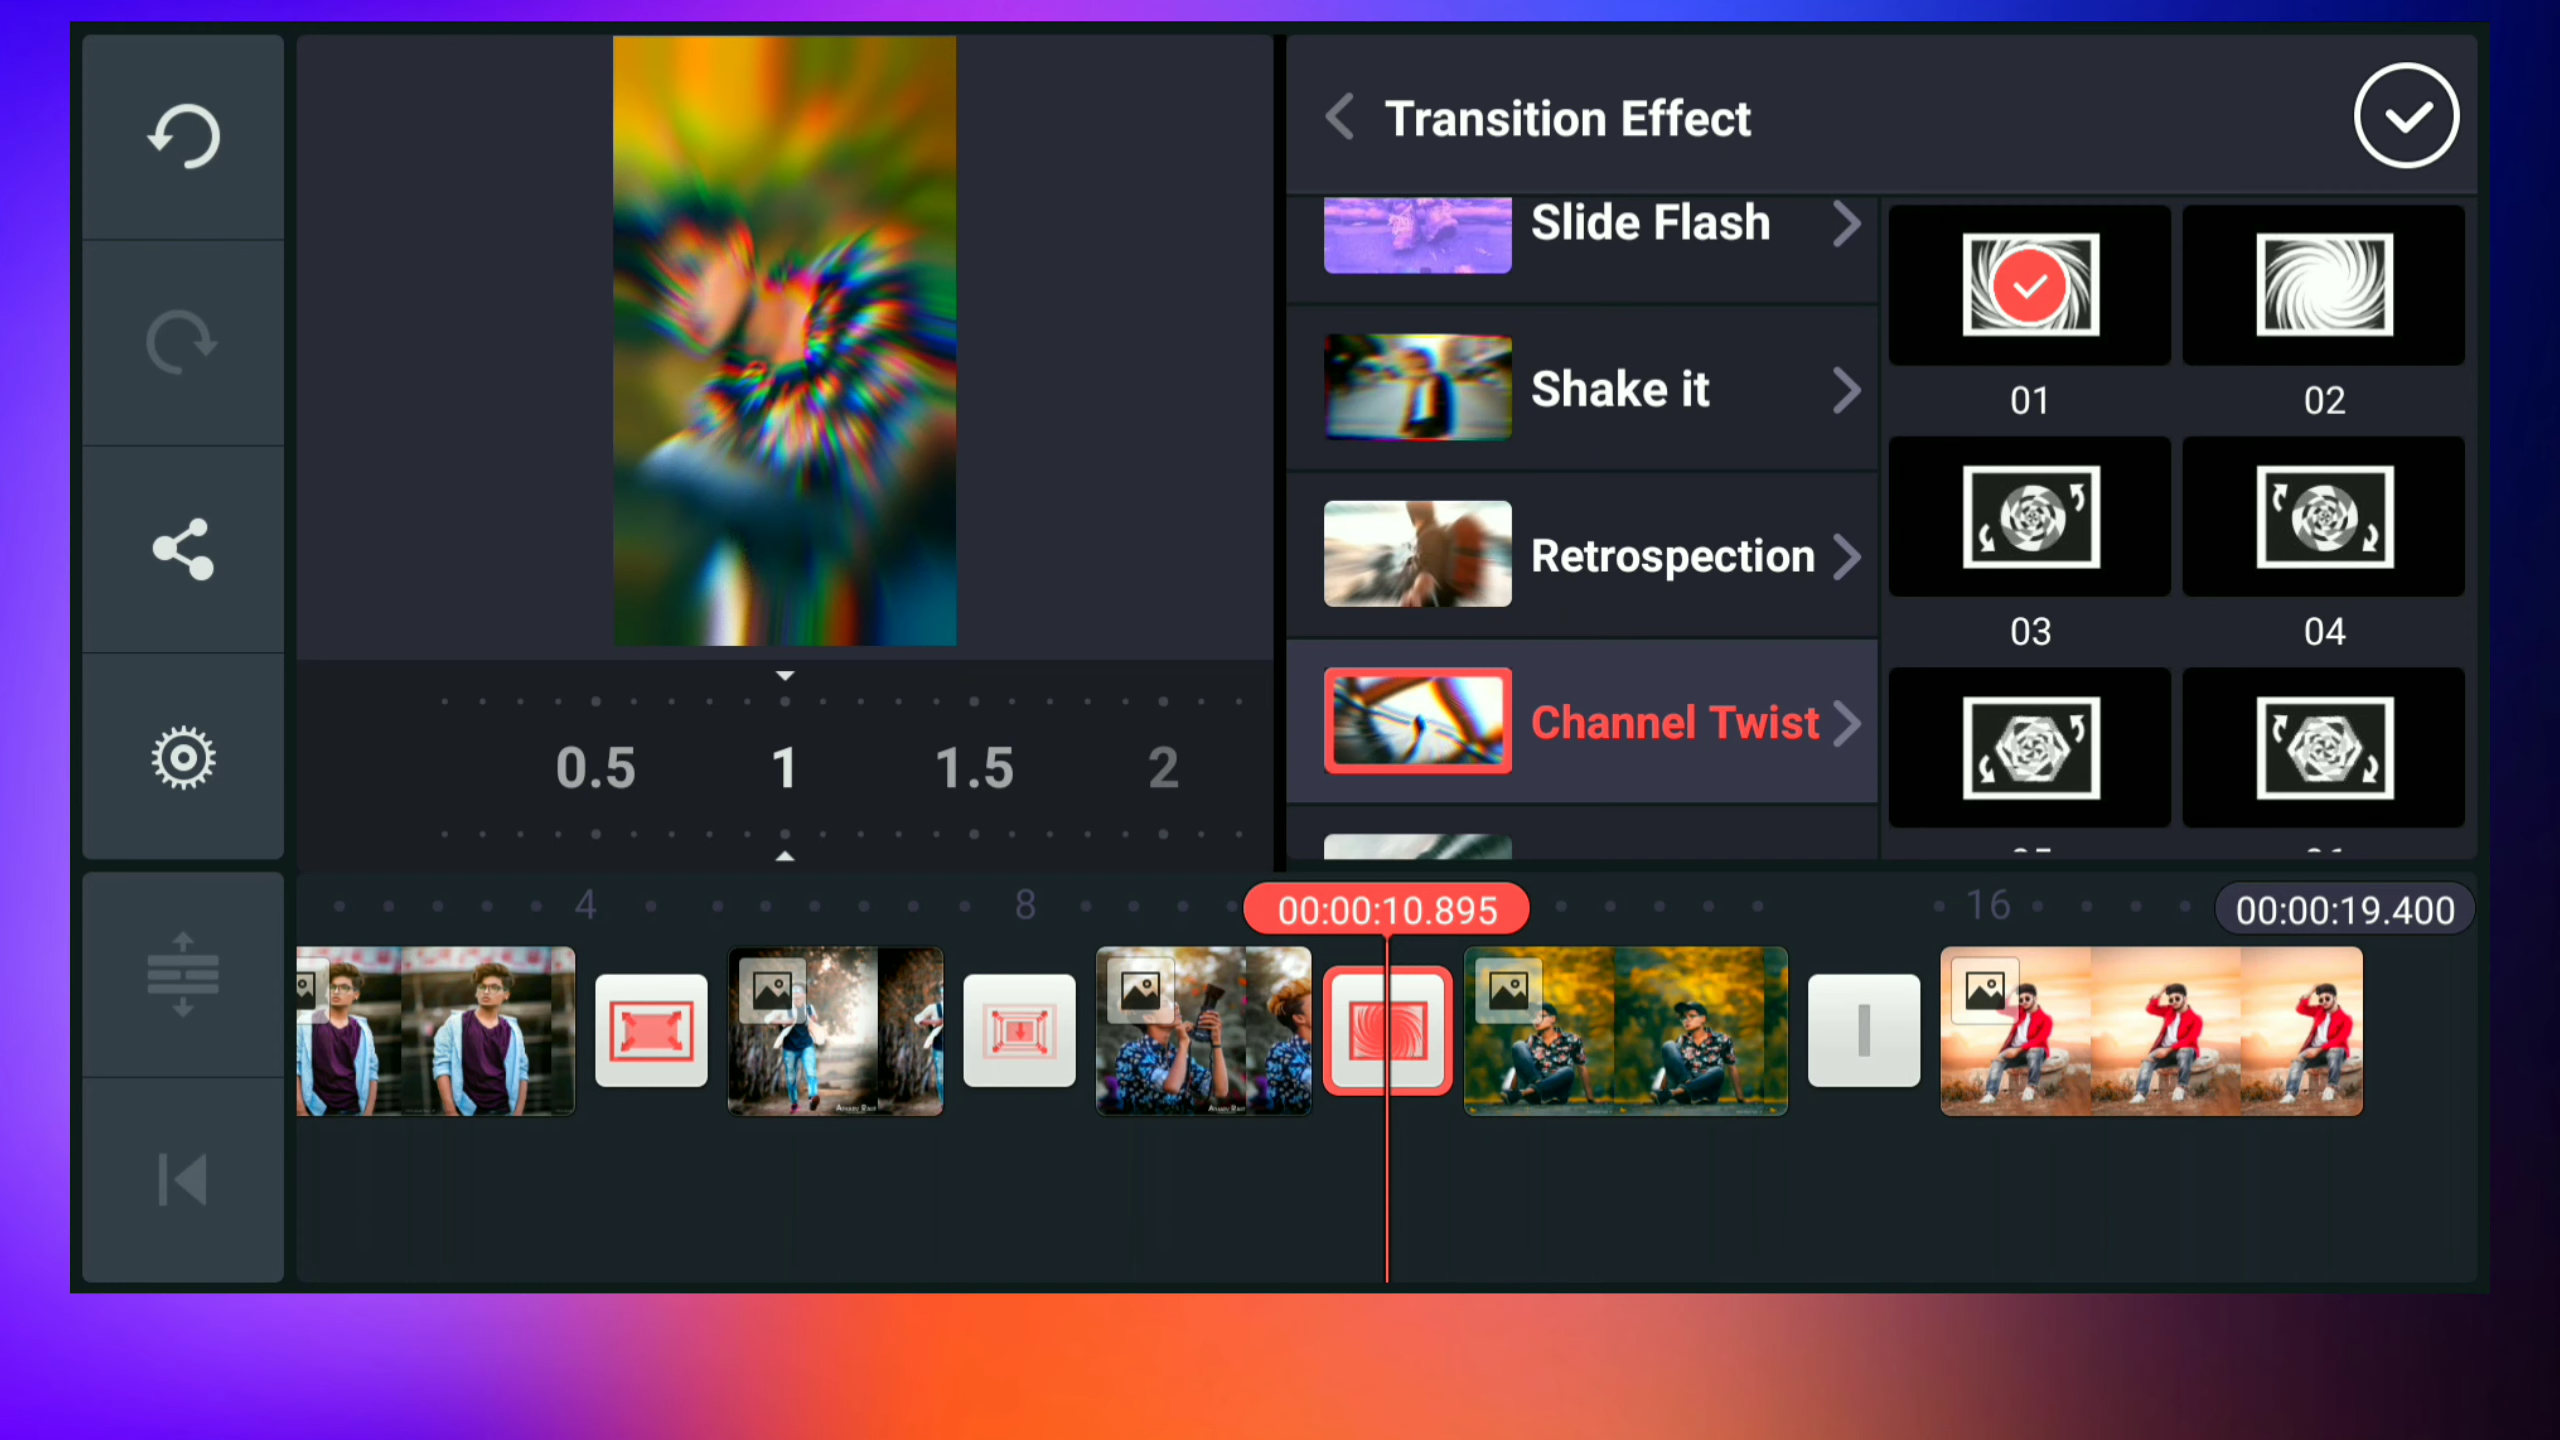 Transition Effect
Slide Flash
Shake it
Retrospection
Channel Twist
01
02
03
04
0.5
1
1.5
2
4
8
00:00:10.895
16
00:00:19.400